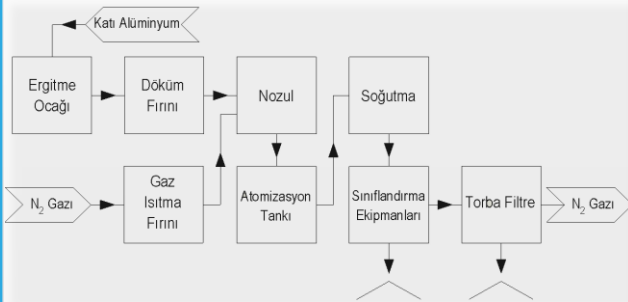 Katı Alüminyum
Ergitme
Ocağı
Döküm
Fırını
Nozul
Soğutma
N₂ Gazı
Gaz
Isıtma
Fırını
Atomizasyon
Tankı
Sınıflandırma
Ekipmanları
Torba Filtre
N₂ Gazı